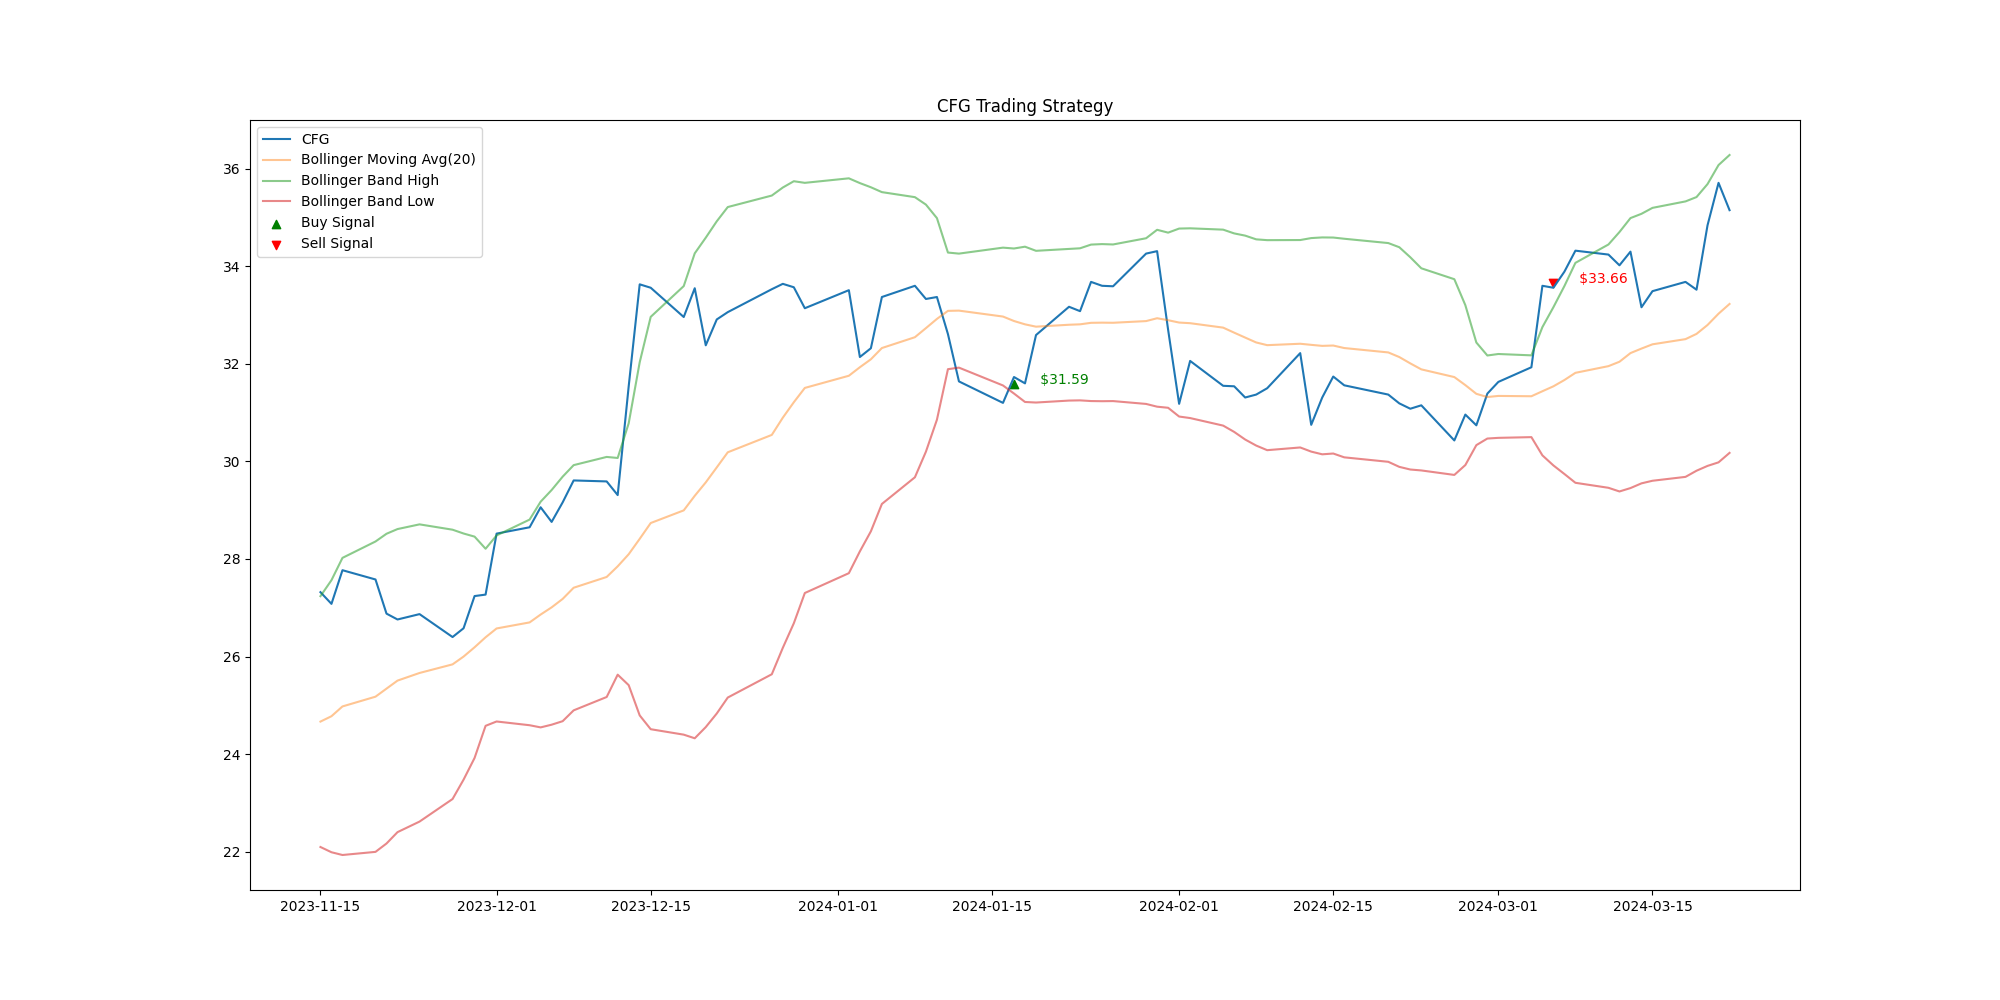 CFG Trading Strategy
CFG
Bollinger Moving Avg(20)
Bollinger Band High
Bollinger Band Low
Buy Signal
Sell Signal
36
34
32
30
28
26
24
22
$33.66
$31.59
2023-11-15 2023-12-01 2023-12-15 2024-01-01 2024-01-15 2024-02-01 2024-02-15 2024-03-01 2024-03-15